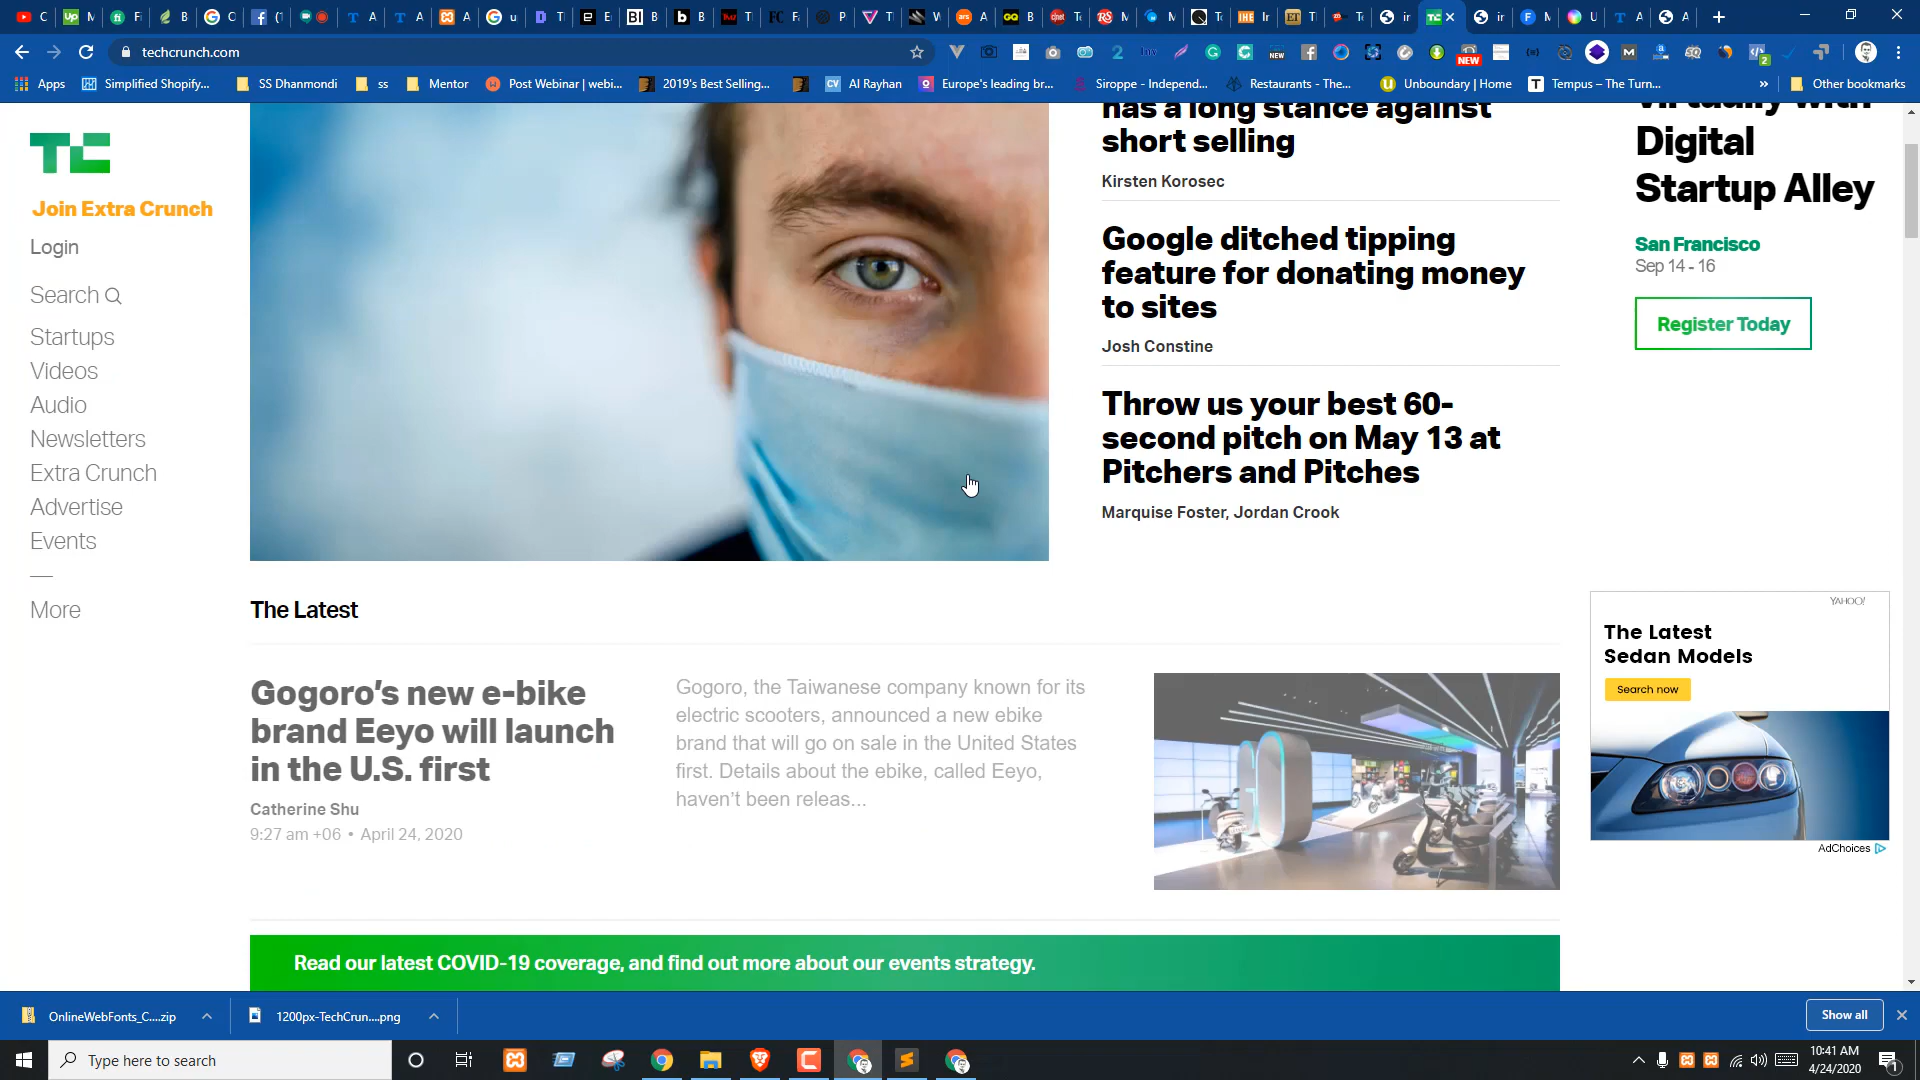 techcrunch.com
Apps
Simplified Shopify...
SS Dhanmondi
ss
Mentor
Post Webinar | webi...
2019's Best Selling...
CV
Al Rayhan
Europe's leading br...
Siroppe - Independ...
Restaurants - The...
Unboundary | Home
Tempus – The Turn...
»
Other bookmarks
TC
Join Extra Crunch
Login
Search
Startups
Videos
Audio
Newsletters
Extra Crunch
Advertise
Events
More
has a long stance against
short selling
Kirsten Korosec
Google ditched tipping
feature for donating money
to sites
Josh Constine
Throw us your best 60-
second pitch on May 13 at
Pitchers and Pitches
Marquise Foster, Jordan Crook
Virtually with
Digital
Startup Alley
San Francisco
Sep 14 - 16
Register Today
The Latest
Gogoro's new e-bike
brand Eeyo will launch
in the U.S. first
Catherine Shu
9:27 am +06 • April 24, 2020
Gogoro, the Taiwanese company known for its
electric scooters, announced a new ebike
brand that will go on sale in the United States
first. Details about the ebike, called Eeyo,
haven't been releas...
YAHOO!
The Latest
Sedan Models
Search now
AdChoices
Read our latest COVID-19 coverage, and find out more about our events strategy.
OnlineWebFonts_C....zip
1200px-TechCrun....png
Show all
Type here to search
10:41 AM
4/24/2020